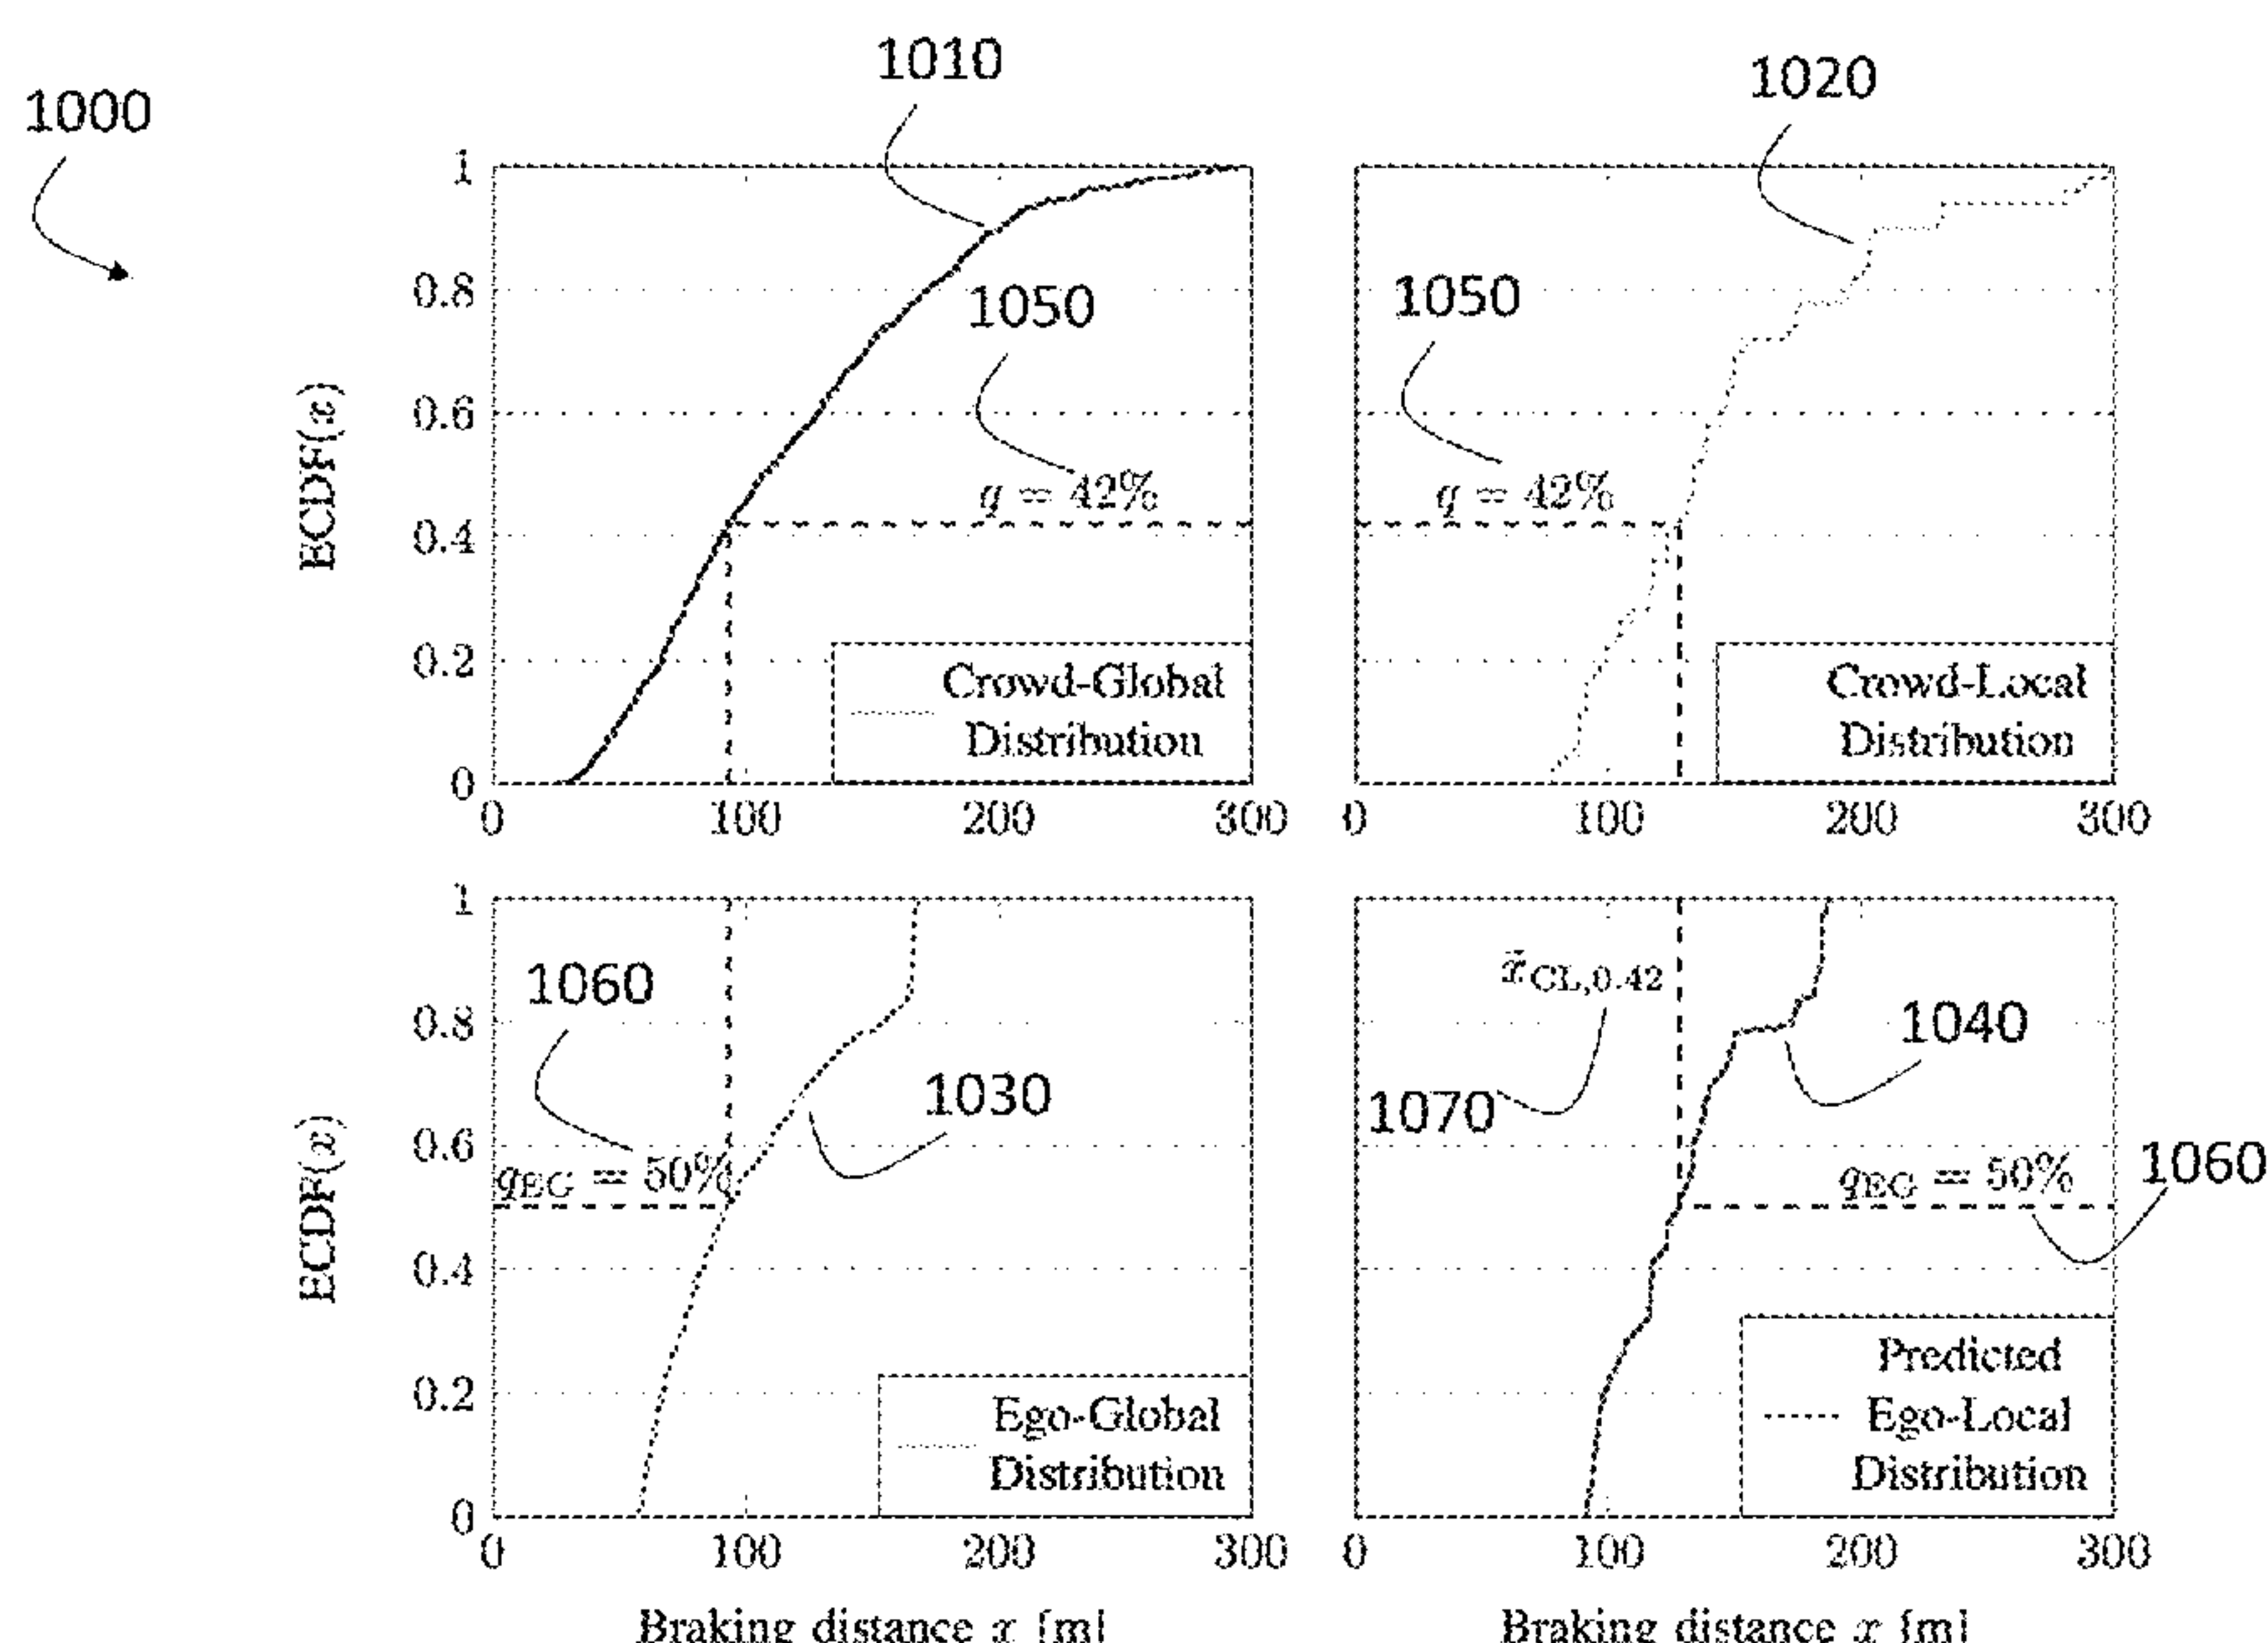 1000
1010
1020
1
0.8
0.6
0.4
0.2
0
ECDF(x)
1050
q = 42%
Crowd-Global
Distribution
0
100
200
300
1050
q = 42%
Crowd-Local
Distribution
0
100
200
300
1
0.8
0.6
0.4
0.2
0
ECDF(x)
1060
1030
q_EG = 50%
Ego-Global
Distribution
0
100
200
300
Braking distance x [m]
x̃_CL,0.42
1070
1040
q_EG = 50%
1060
Predicted
Ego-Local
Distribution
0
100
200
300
Braking distance x [m]